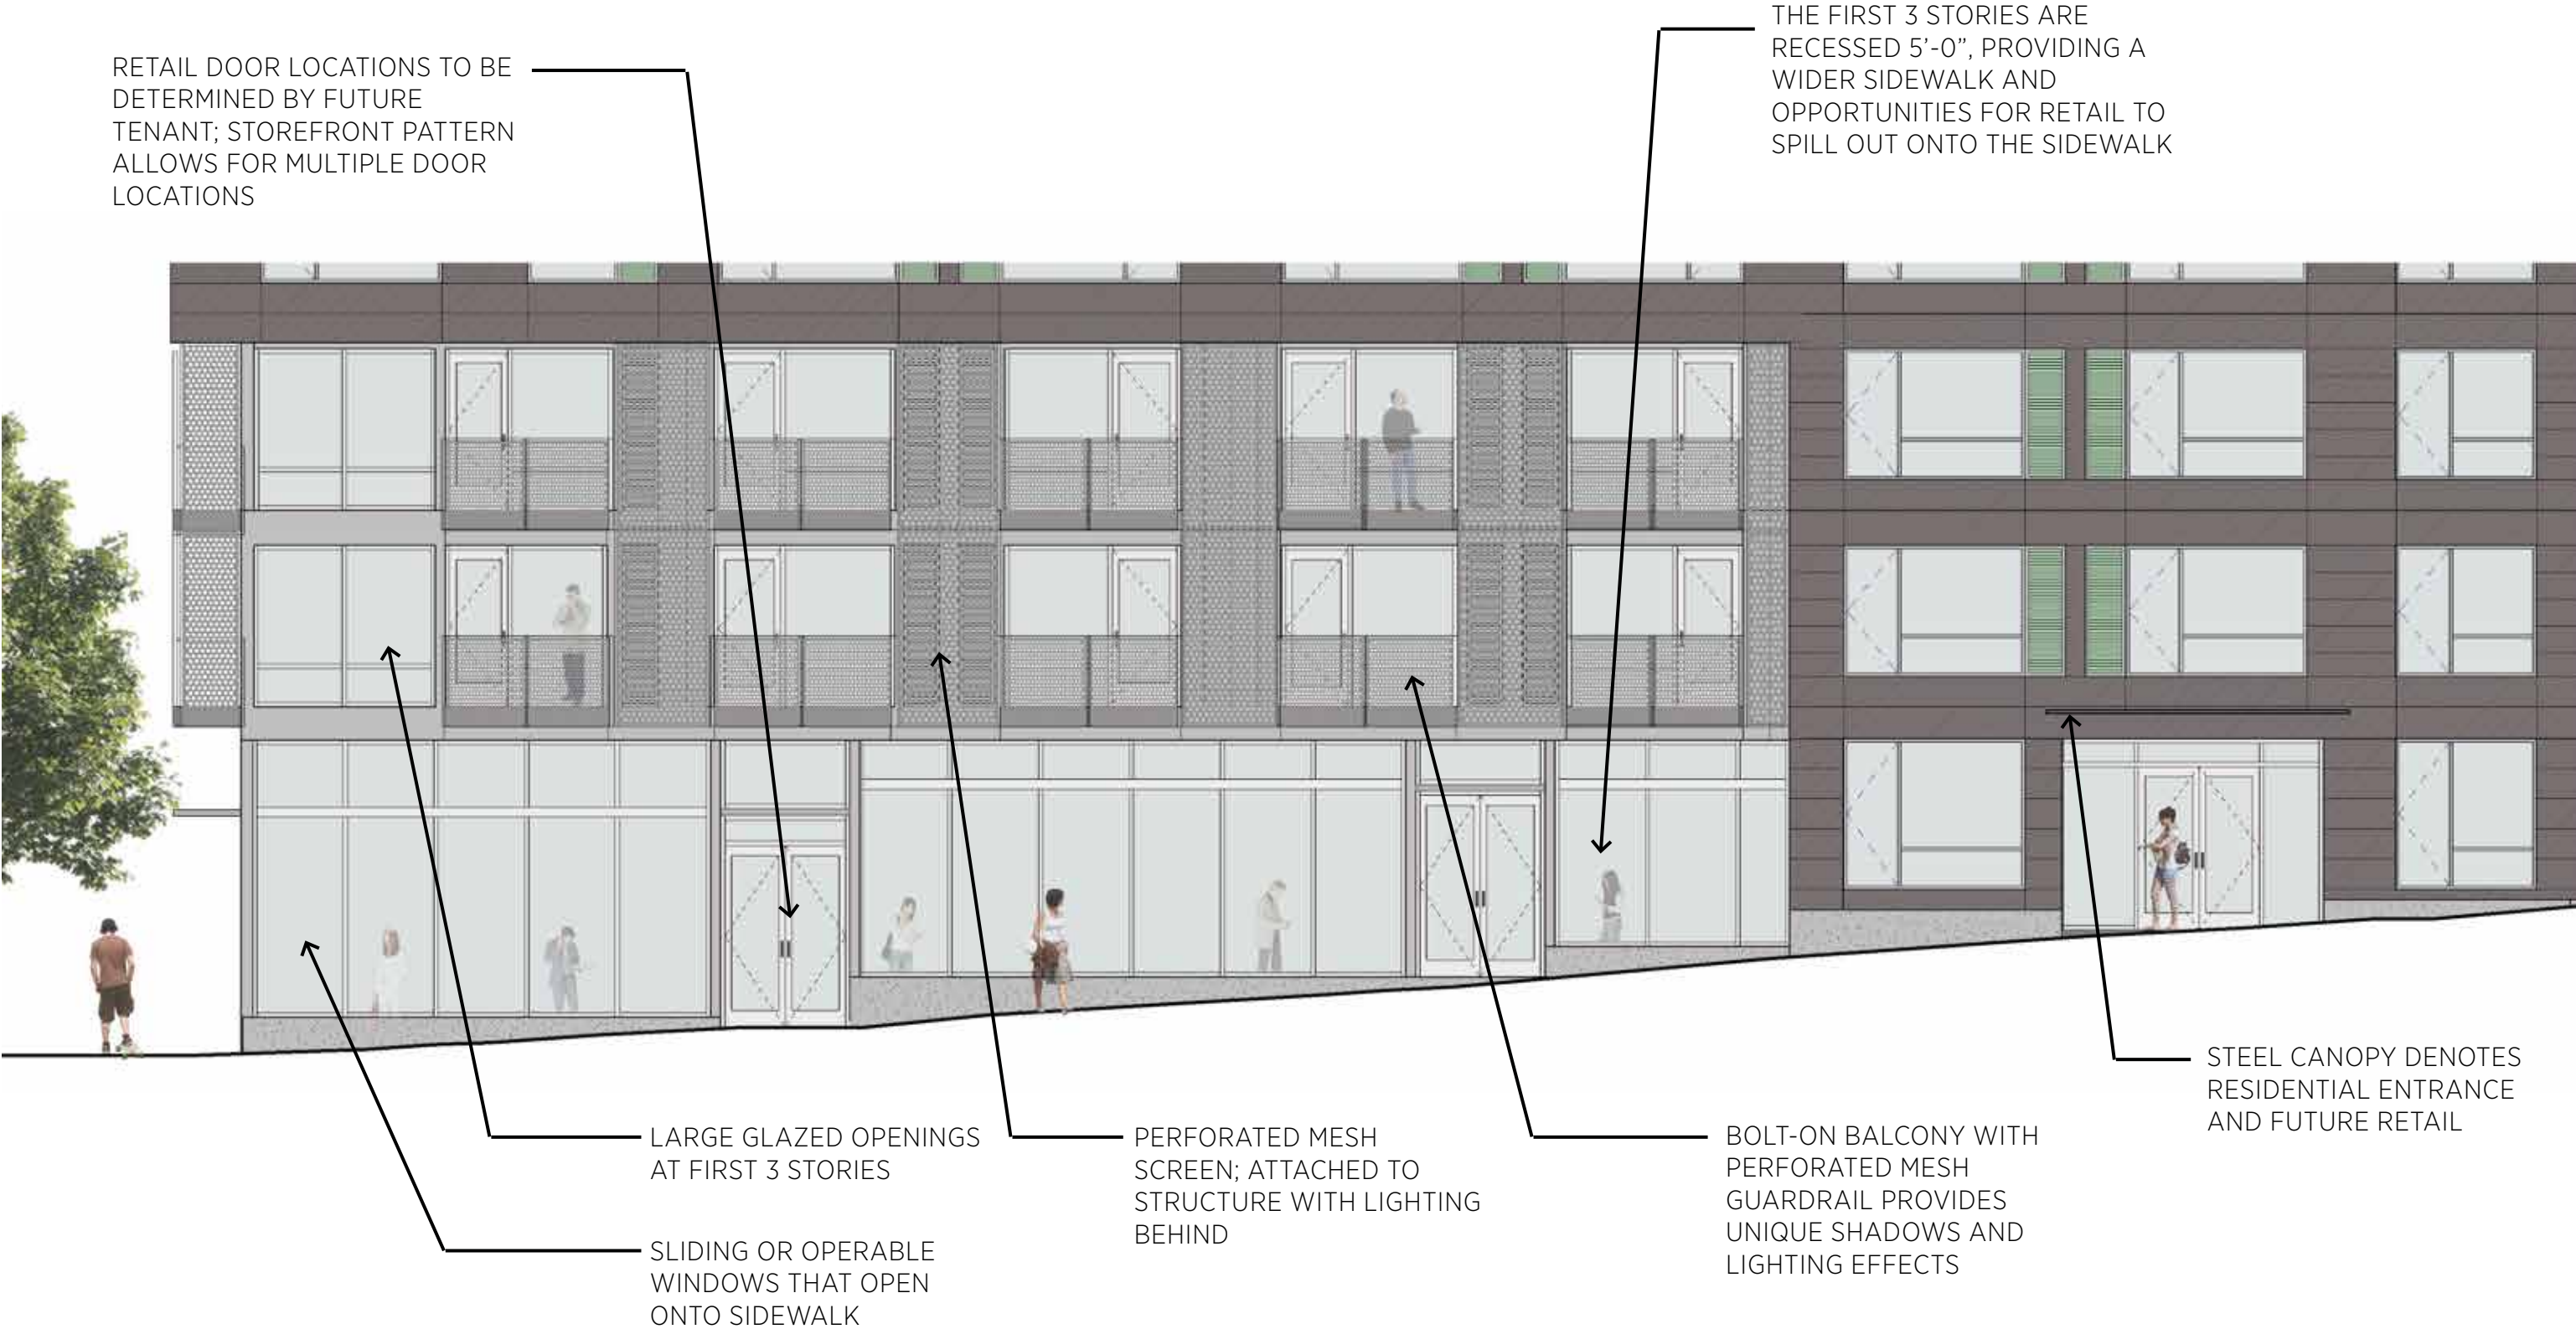 RETAIL DOOR LOCATIONS TO BE
DETERMINED BY FUTURE
TENANT; STOREFRONT PATTERN
ALLOWS FOR MULTIPLE DOOR
LOCATIONS
THE FIRST 3 STORIES ARE
RECESSED 5’-0”, PROVIDING A
WIDER SIDEWALK AND
OPPORTUNITIES FOR RETAIL TO
SPILL OUT ONTO THE SIDEWALK
LARGE GLAZED OPENINGS
AT FIRST 3 STORIES
SLIDING OR OPERABLE
WINDOWS THAT OPEN
ONTO SIDEWALK
PERFORATED MESH
SCREEN; ATTACHED TO
STRUCTURE WITH LIGHTING
BEHIND
BOLT-ON BALCONY WITH
PERFORATED MESH
GUARDRAIL PROVIDES
UNIQUE SHADOWS AND
LIGHTING EFFECTS
STEEL CANOPY DENOTES
RESIDENTIAL ENTRANCE
AND FUTURE RETAIL